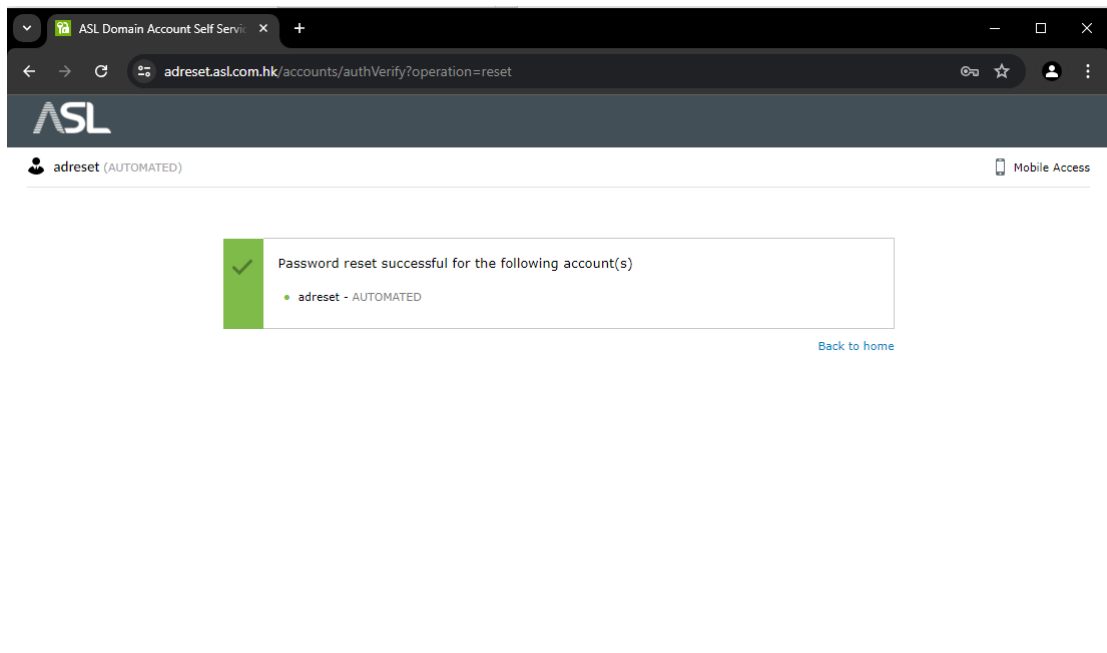 ASL Domain Account Self Servic
adreset.asl.com.hk/accounts/authVerify?operation=reset
ASL
adreset (AUTOMATED)
Mobile Access
Password reset successful for the following account(s)
adreset - AUTOMATED
Back to home